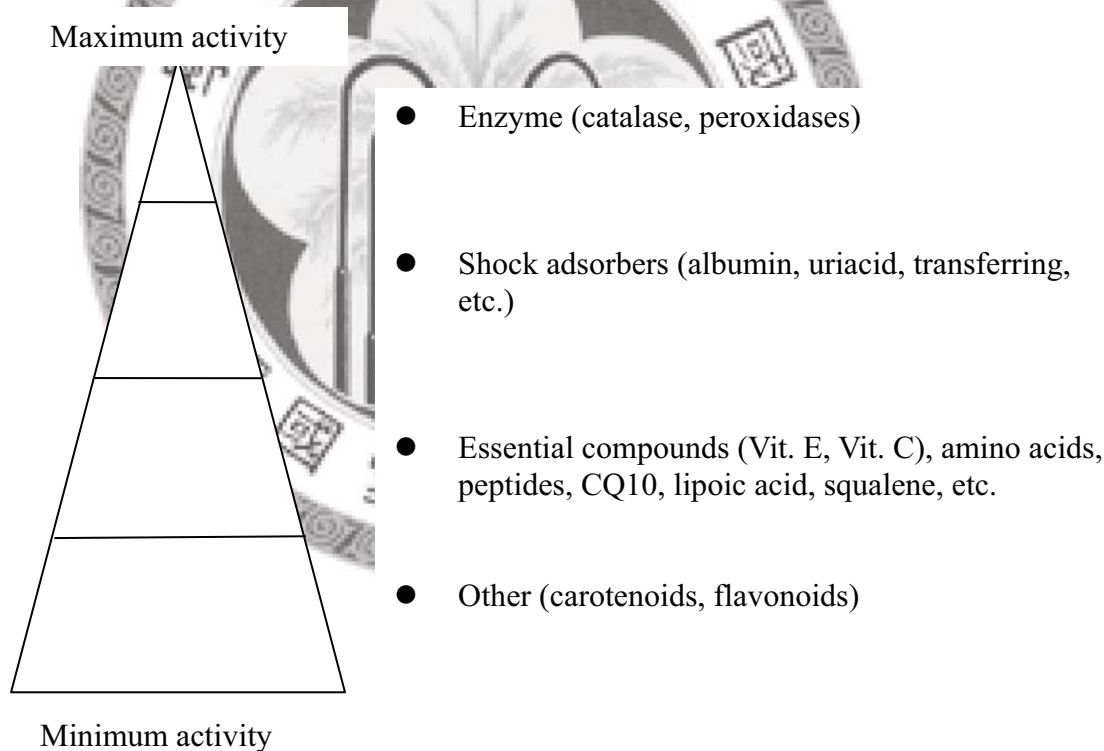 Maximum activity
● Enzyme (catalase, peroxidases)
● Shock adsorbers (albumin, uriacid, transferring,
etc.)
● Essential compounds (Vit. E, Vit. C), amino acids,
peptides, CQ10, lipoic acid, squalene, etc.
● Other (carotenoids, flavonoids)
Minimum activity